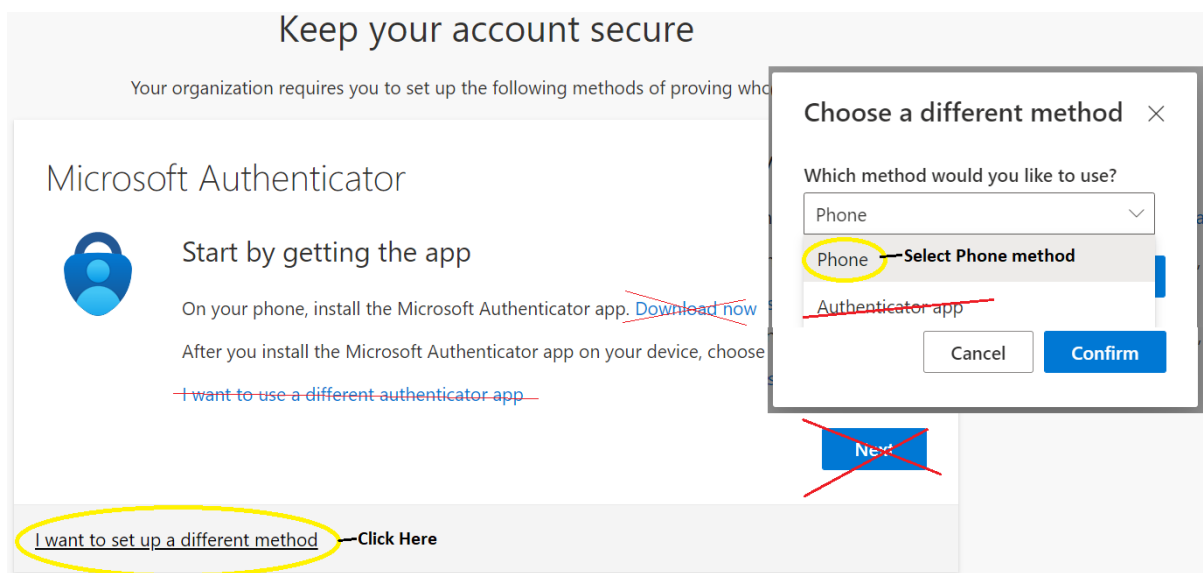 Keep your account secure
Your organization requires you to set up the following methods of proving who
Microsoft Authenticator
Start by getting the app
On your phone, install the Microsoft Authenticator app. Download now
After you install the Microsoft Authenticator app on your device, choose
I want to use a different authenticator app
Next
I want to set up a different method
Click Here
Choose a different method
Which method would you like to use?
Phone
Phone
Select Phone method
Authenticator app
Cancel
Confirm